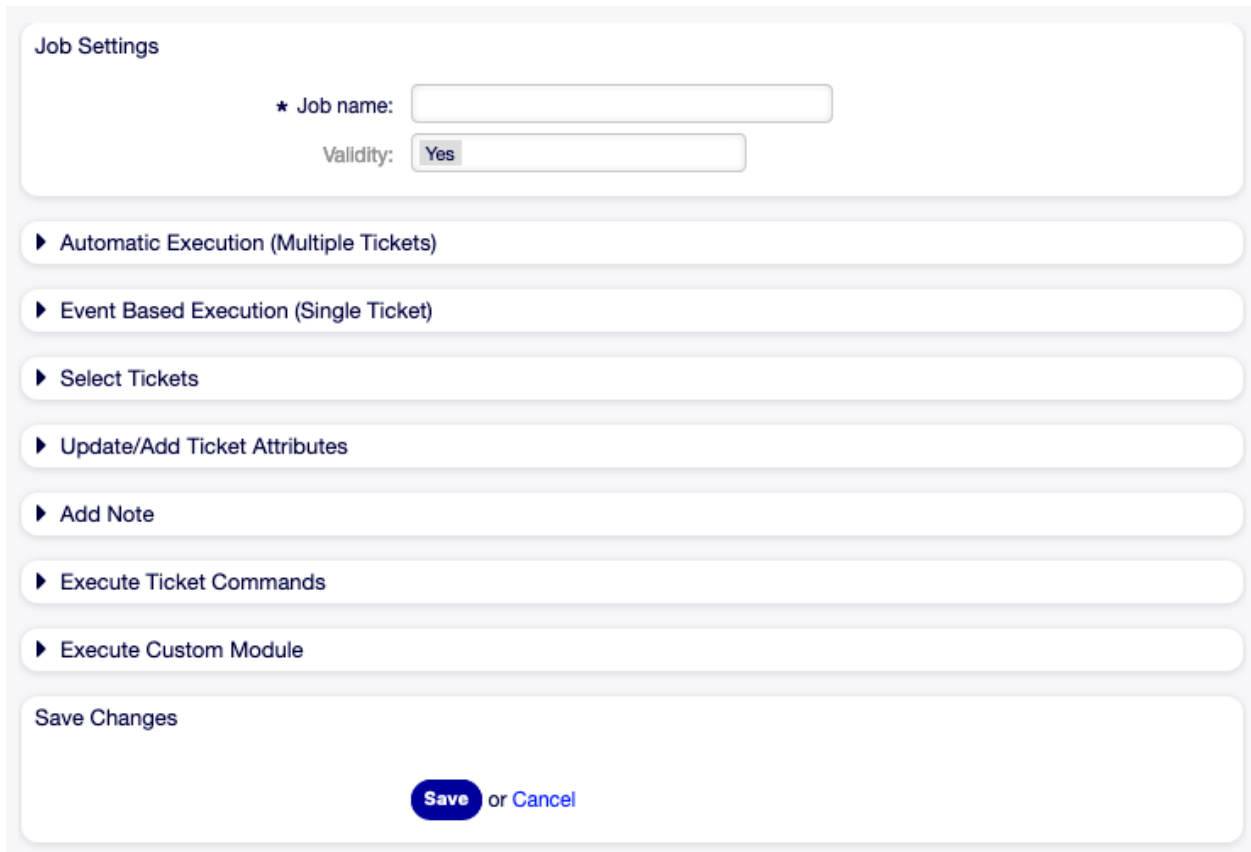 Job Settings
★ Job name:
Validity: Yes
Automatic Execution (Multiple Tickets)
Event Based Execution (Single Ticket)
Select Tickets
Update/Add Ticket Attributes
Add Note
Execute Ticket Commands
Execute Custom Module
Save Changes
Save or Cancel